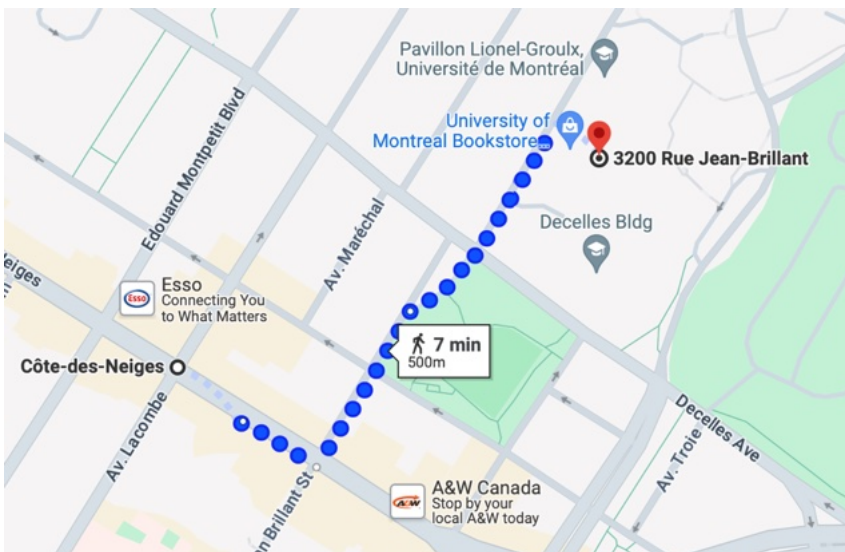 Pavillon Lionel-Groulx,
Université de Montréal
Edouard Montpetit Blvd
University of
Montreal Bookstore...
3200 Rue Jean-Brillant
Decelles Bldg
Av. Maréchal
Neiges
Esso
Esso
Connecting You
to What Matters
7 min
500m
Côte-des-Neiges
Av. Lacombe
Decelles Ave
Av. Troie
A&W
A&W Canada
Stop by your
local A&W today
n Brillant St